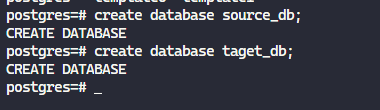 postgres=# create database source_db;
CREATE DATABASE
postgres=# create database taget_db;
CREATE DATABASE
postgres=# _